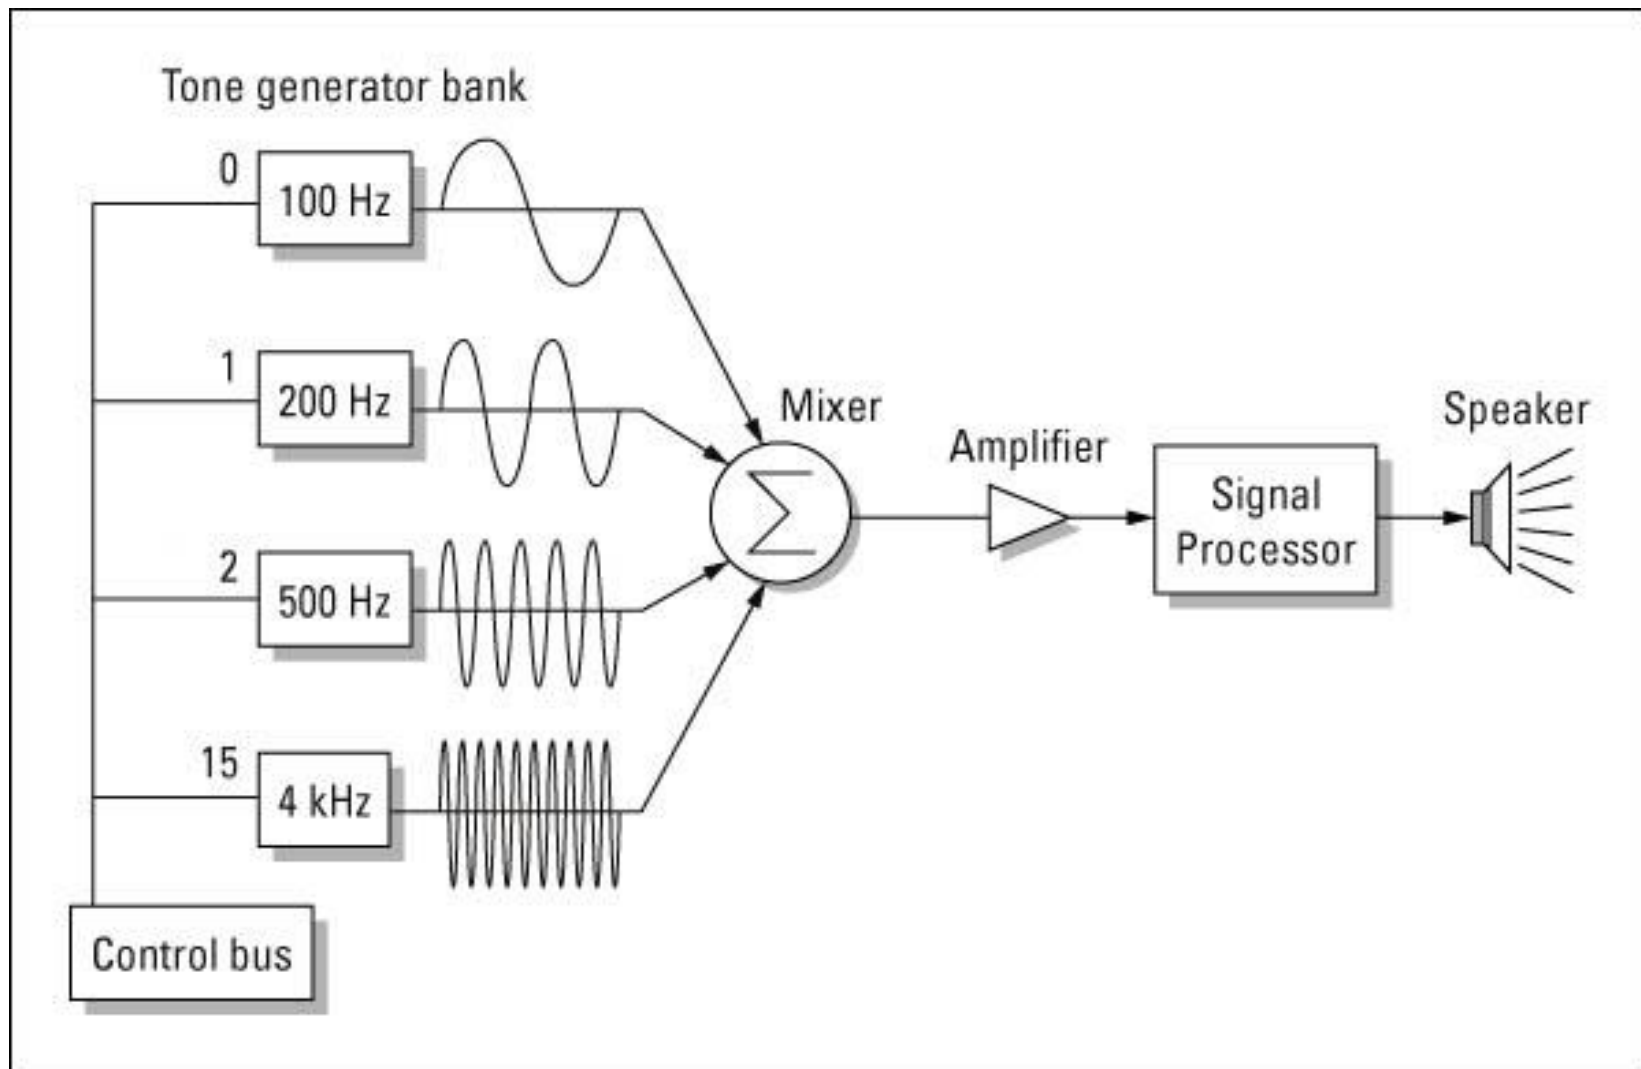 Tone generator bank
0
100 Hz
1
200 Hz
2
500 Hz
15
4 kHz
Control bus
Mixer
Σ
Amplifier
Signal
Processor
Speaker